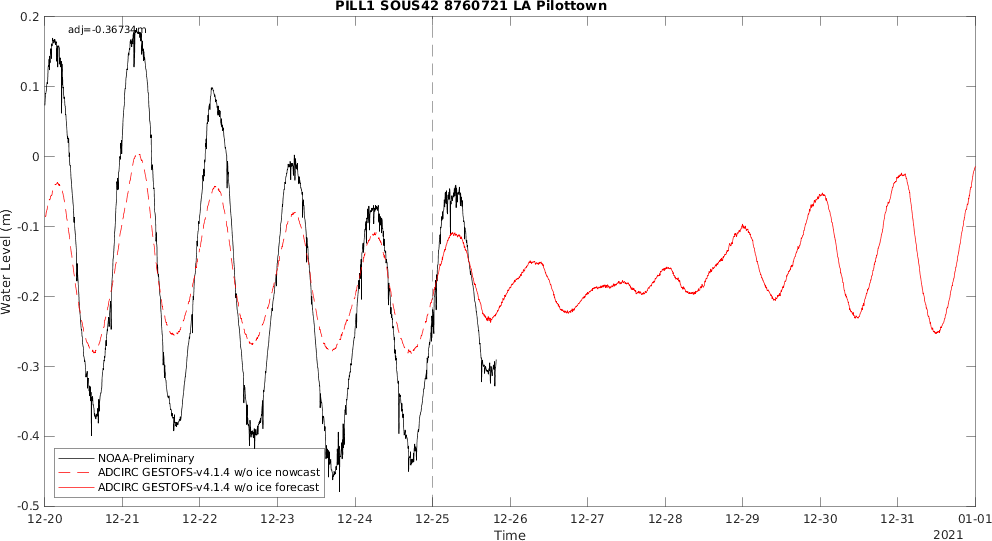 PILL1 SOUS42 8760721 LA Pilottown
adj=-0.36734m
Water Level (m)
0.2
0.1
0
-0.1
-0.2
-0.3
-0.4
-0.5
NOAA-Preliminary
ADCIRC GESTOFS-v4.1.4 w/o ice nowcast
ADCIRC GESTOFS-v4.1.4 w/o ice forecast
12-20 12-21 12-22 12-23 12-24 12-25 12-26 12-27 12-28 12-29 12-30 12-31 01-01
Time
2021